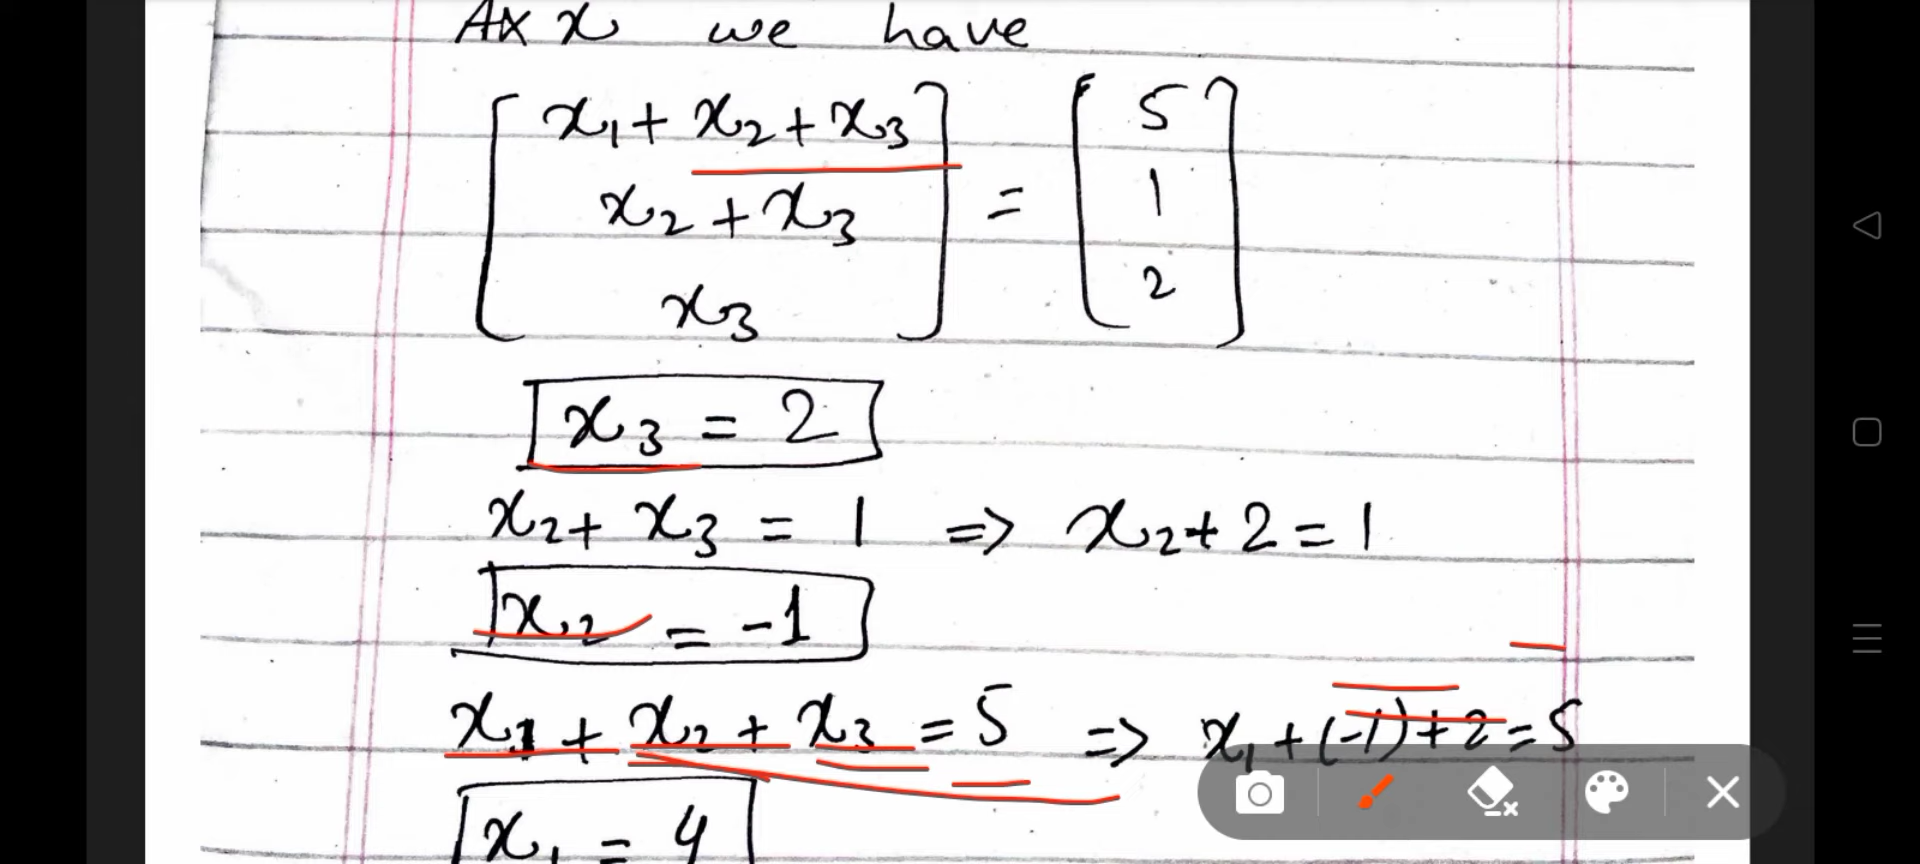 Ax x we have
[x₁ + x₂ + x₃] = [5]
[x₂ + x₃] [1]
[x₃] [2]
x₃ = 2
x₂ + x₃ = 1 => x₂ + 2 = 1
x₂ = -1
x₁ + x₂ + x₃ = 5 => x₁ + (-1) + 2 = 5
x₁ = 4